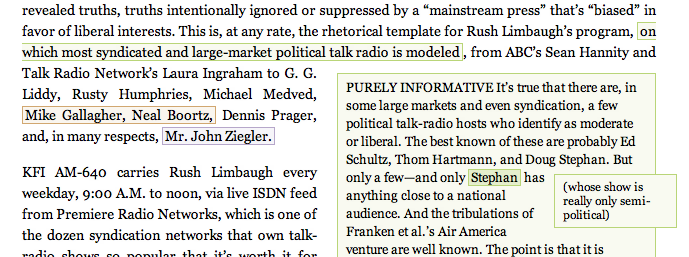 revealed truths, truths intentionally ignored or suppressed by a “mainstream press” that’s “biased” in
favor of liberal interests. This is, at any rate, the rhetorical template for Rush Limbaugh’s program, on
which most syndicated and large-market political talk radio is modeled, from ABC’s Sean Hannity and
Talk Radio Network’s Laura Ingraham to G. G.
Liddy, Rusty Humphries, Michael Medved,
Mike Gallagher, Neal Boortz, Dennis Prager,
and, in many respects, Mr. John Ziegler.
KFI AM-640 carries Rush Limbaugh every
weekday, 9:00 A.M. to noon, via live ISDN feed
from Premiere Radio Networks, which is one of
the dozen syndication networks that own talk-
radio shows so popular that it’s worth it for
PURELY INFORMATIVE It’s true that there are, in
some large markets and even syndication, a few
political talk-radio hosts who identify as moderate
or liberal. The best known of these are probably Ed
Schultz, Thom Hartmann, and Doug Stephan. But
only a few—and only Stephan has
anything close to a national
audience. And the tribulations of
Franken et al.’s Air America
venture are well known. The point is that it is
(whose show is
really only semi-
political)